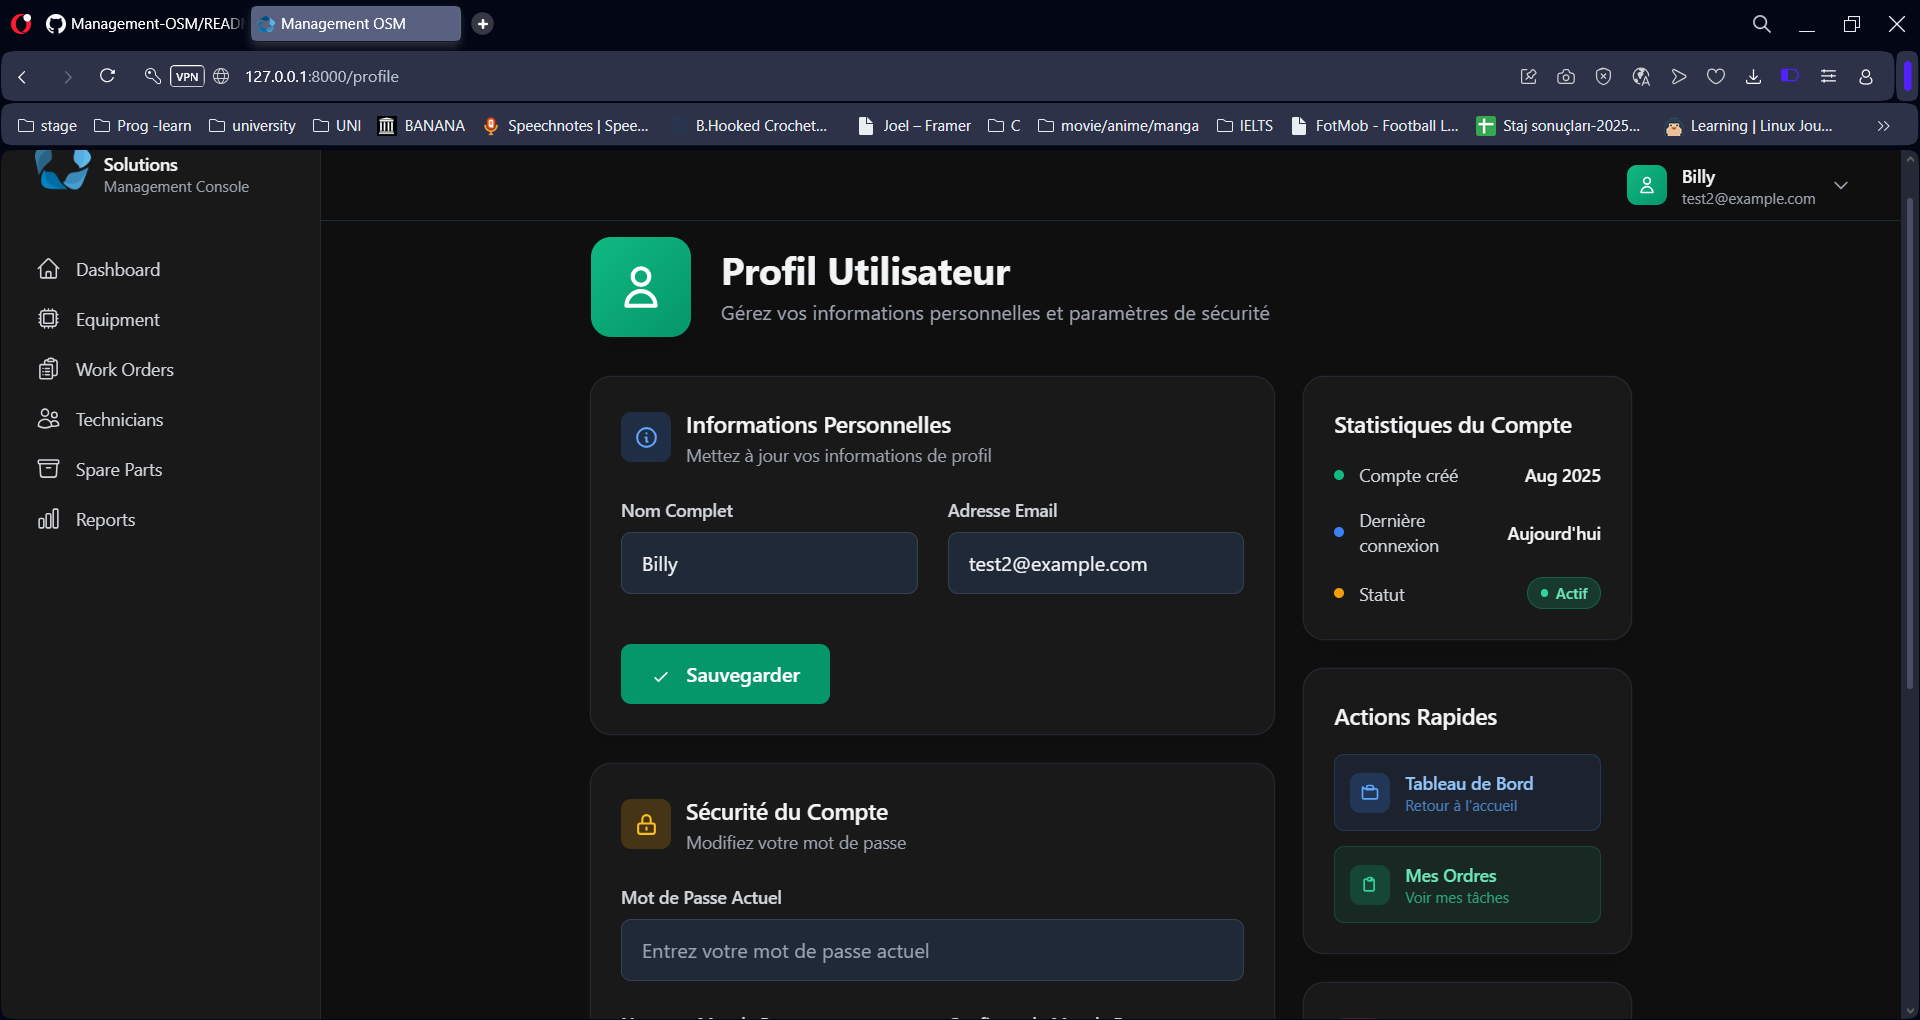 Management-OSM/READ
Management OSM
VPN
127.0.0.1:8000/profile
stage
Prog -learn
university
UNI
BANANA
Speechnotes | Spee...
B.Hooked Crochet...
Joel – Framer
C
movie/anime/manga
IELTS
FotMob - Football L...
Staj sonuçları-2025...
Learning | Linux Jou...
Solutions
Management Console
Billy
test2@example.com
Dashboard
Equipment
Work Orders
Technicians
Spare Parts
Reports
Profil Utilisateur
Gérez vos informations personnelles et paramètres de sécurité
Informations Personnelles
Mettez à jour vos informations de profil
Nom Complet
Adresse Email
Billy
test2@example.com
Sauvegarder
Sécurité du Compte
Modifiez votre mot de passe
Mot de Passe Actuel
Entrez votre mot de passe actuel
Statistiques du Compte
Compte créé
Aug 2025
Dernière
connexion
Aujourd'hui
Statut
Actif
Actions Rapides
Tableau de Bord
Retour à l'accueil
Mes Ordres
Voir mes tâches